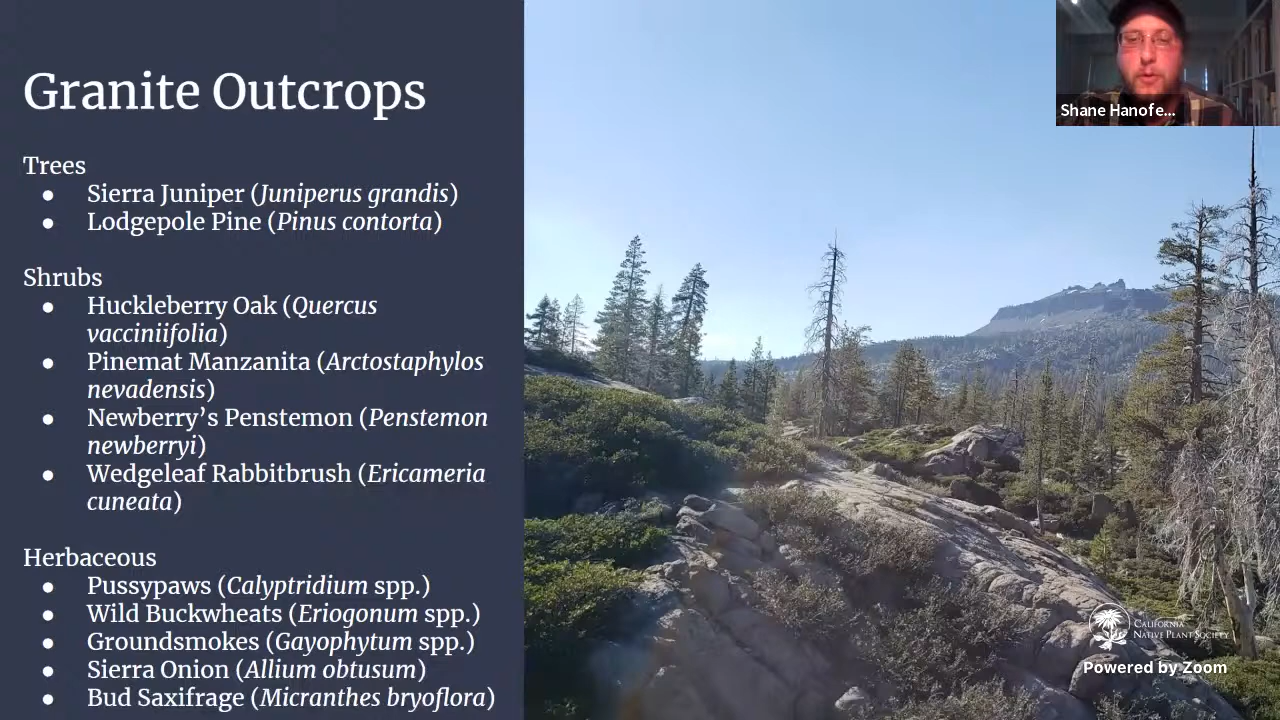 Granite Outcrops
Trees
● Sierra Juniper (Juniperus grandis)
● Lodgepole Pine (Pinus contorta)
Shrubs
● Huckleberry Oak (Quercus
vacciniifolia)
● Pinemat Manzanita (Arctostaphylos
nevadensis)
● Newberry’s Penstemon (Penstemon
newberryi)
● Wedgeleaf Rabbitbrush (Ericameria
cuneata)
Herbaceous
● Pussypaws (Calyptridium spp.)
● Wild Buckwheats (Eriogonum spp.)
● Groundsmokes (Gayophytum spp.)
● Sierra Onion (Allium obtusum)
● Bud Saxifrage (Micranthes bryoflora)
Shane Hanofe...
California
Native Plant Society
Powered by Zoom